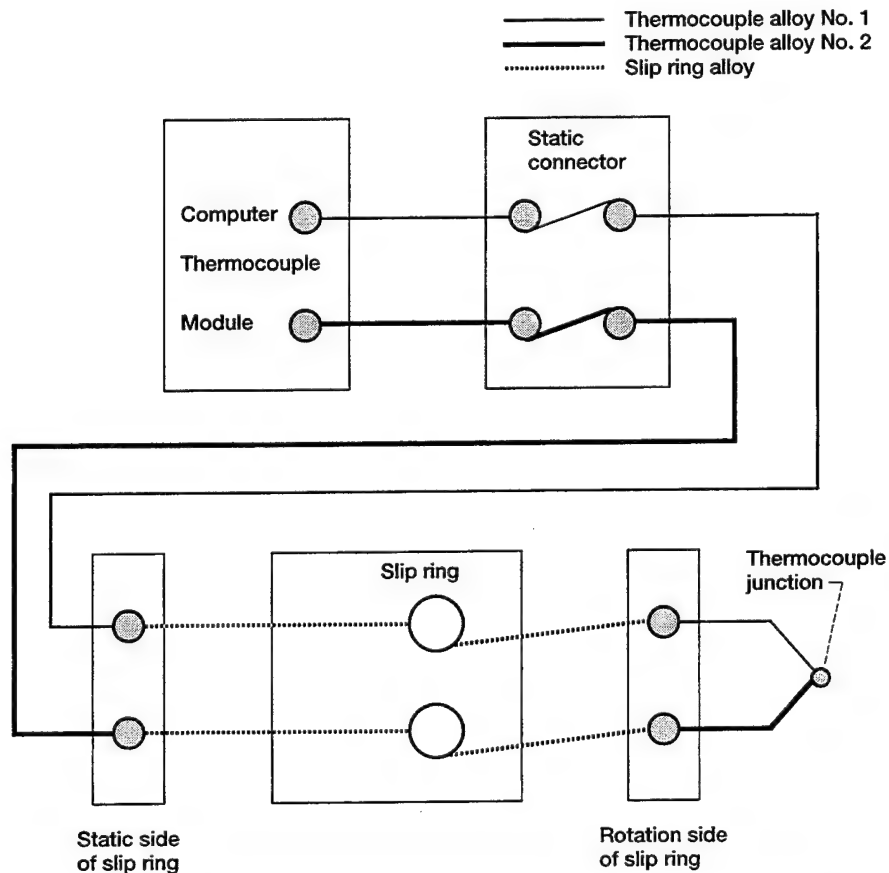 Thermocouple alloy No. 1
Thermocouple alloy No. 2
Slip ring alloy
Static
connector
Computer
Thermocouple
Module
Slip ring
Thermocouple
junction
Static side
of slip ring
Rotation side
of slip ring